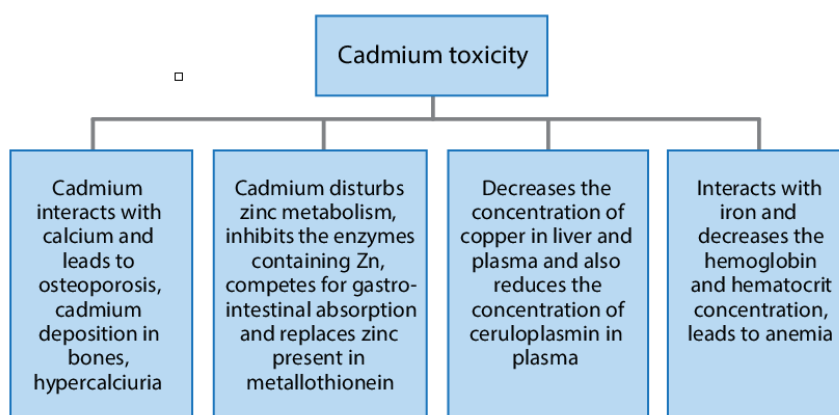 Cadmium toxicity
Cadmium
interacts with
calcium and
leads to
osteoporosis,
cadmium
deposition in
bones,
hypercalciuria
Cadmium disturbs
zinc metabolism,
inhibits the enzymes
containing Zn,
competes for gastro-
intestinal absorption
and replaces zinc
present in
metallothionein
Decreases the
concentration of
copper in liver and
plasma and also
reduces the
concentration of
ceruloplasmin in
plasma
Interacts with
iron and
decreases the
hemoglobin
and hematocrit
concentration,
leads to anemia